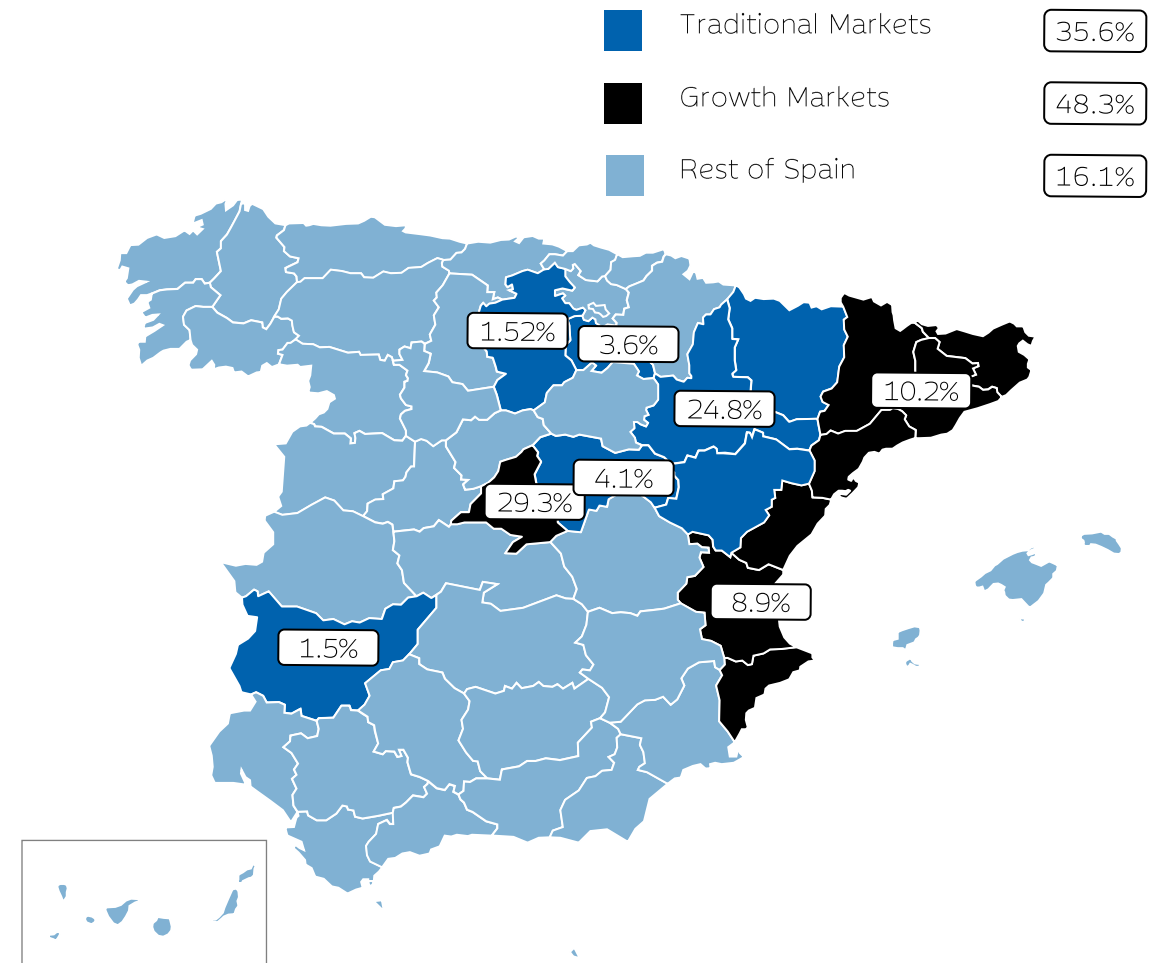 Traditional Markets 35.6%
Growth Markets 48.3%
Rest of Spain 16.1%
1.52%
3.6%
10.2%
24.8%
4.1%
29.3%
8.9%
1.5%